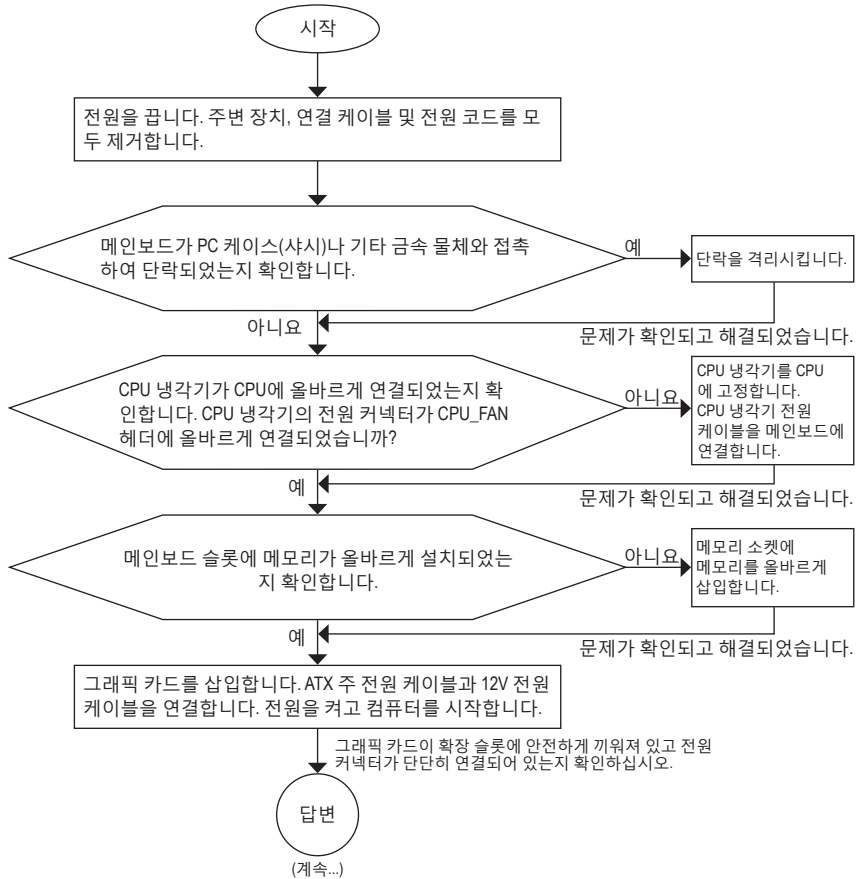 시작
전원을 끕니다. 주변 장치, 연결 케이블 및 전원 코드를 모
두 제거합니다.
메인보드가 PC 케이스(샤시)나 기타 금속 물체와 접촉
하여 단락되었는지 확인합니다.
예
단락을 격리시킵니다.
아니요
문제가 확인되고 해결되었습니다.
CPU 냉각기가 CPU에 올바르게 연결되었는지 확
인합니다. CPU 냉각기의 전원 커넥터가 CPU_FAN
헤더에 올바르게 연결되었습니까?
아니요
CPU 냉각기를 CPU
에 고정합니다.
CPU 냉각기 전원
케이블을 메인보드에
연결합니다.
예
문제가 확인되고 해결되었습니다.
메인보드 슬롯에 메모리가 올바르게 설치되었는
지 확인합니다.
아니요
메모리 소켓에
메모리를 올바르게
삽입합니다.
예
문제가 확인되고 해결되었습니다.
그래픽 카드를 삽입합니다. ATX 주 전원 케이블과 12V 전원
케이블을 연결합니다. 전원을 켜고 컴퓨터를 시작합니다.
그래픽 카드이 확장 슬롯에 안전하게 끼워져 있고 전원
커넥터가 단단히 연결되어 있는지 확인하십시오.
답변
(계속...)